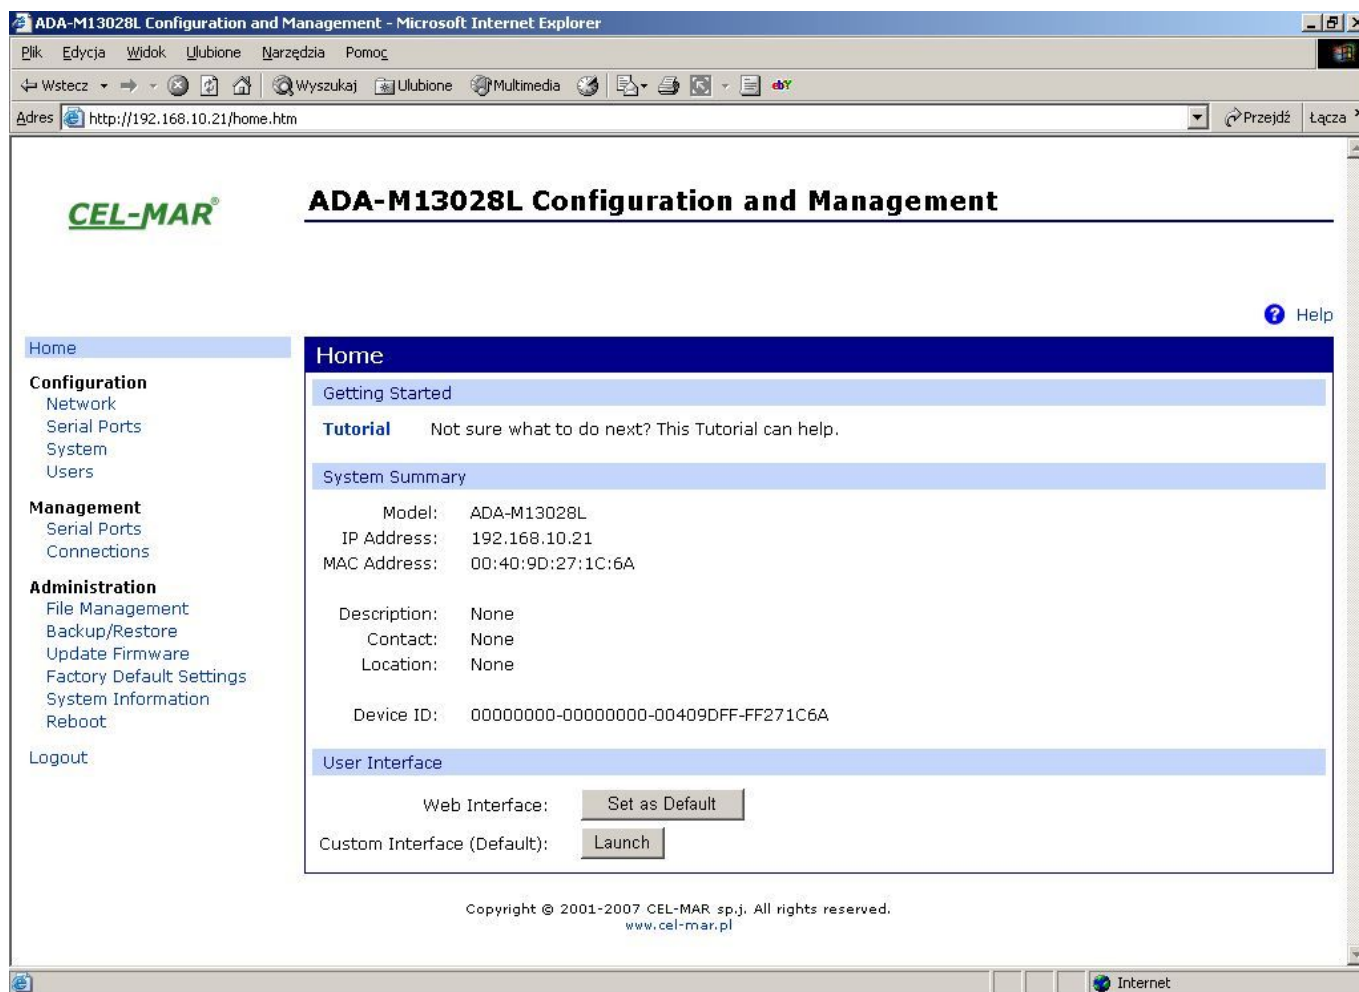 ADA-M13028L Configuration and Management - Microsoft Internet Explorer
Plik Edycja Widok Ulubione Narzędzia Pomoc
Wstecz Wyszukaj Ulubione Multimedia ebY
Adres http://192.168.10.21/home.htm Przejdź Łącza
CEL-MAR®
ADA-M13028L Configuration and Management
? Help
Home
Configuration
Network
Serial Ports
System
Users
Management
Serial Ports
Connections
Administration
File Management
Backup/Restore
Update Firmware
Factory Default Settings
System Information
Reboot
Logout
Home
Getting Started
Tutorial Not sure what to do next? This Tutorial can help.
System Summary
Model: ADA-M13028L
IP Address: 192.168.10.21
MAC Address: 00:40:9D:27:1C:6A
Description: None
Contact: None
Location: None
Device ID: 00000000-00000000-00409DFF-FF271C6A
User Interface
Web Interface: Set as Default
Custom Interface (Default): Launch
Copyright © 2001-2007 CEL-MAR sp.j. All rights reserved.
www.cel-mar.pl
Internet